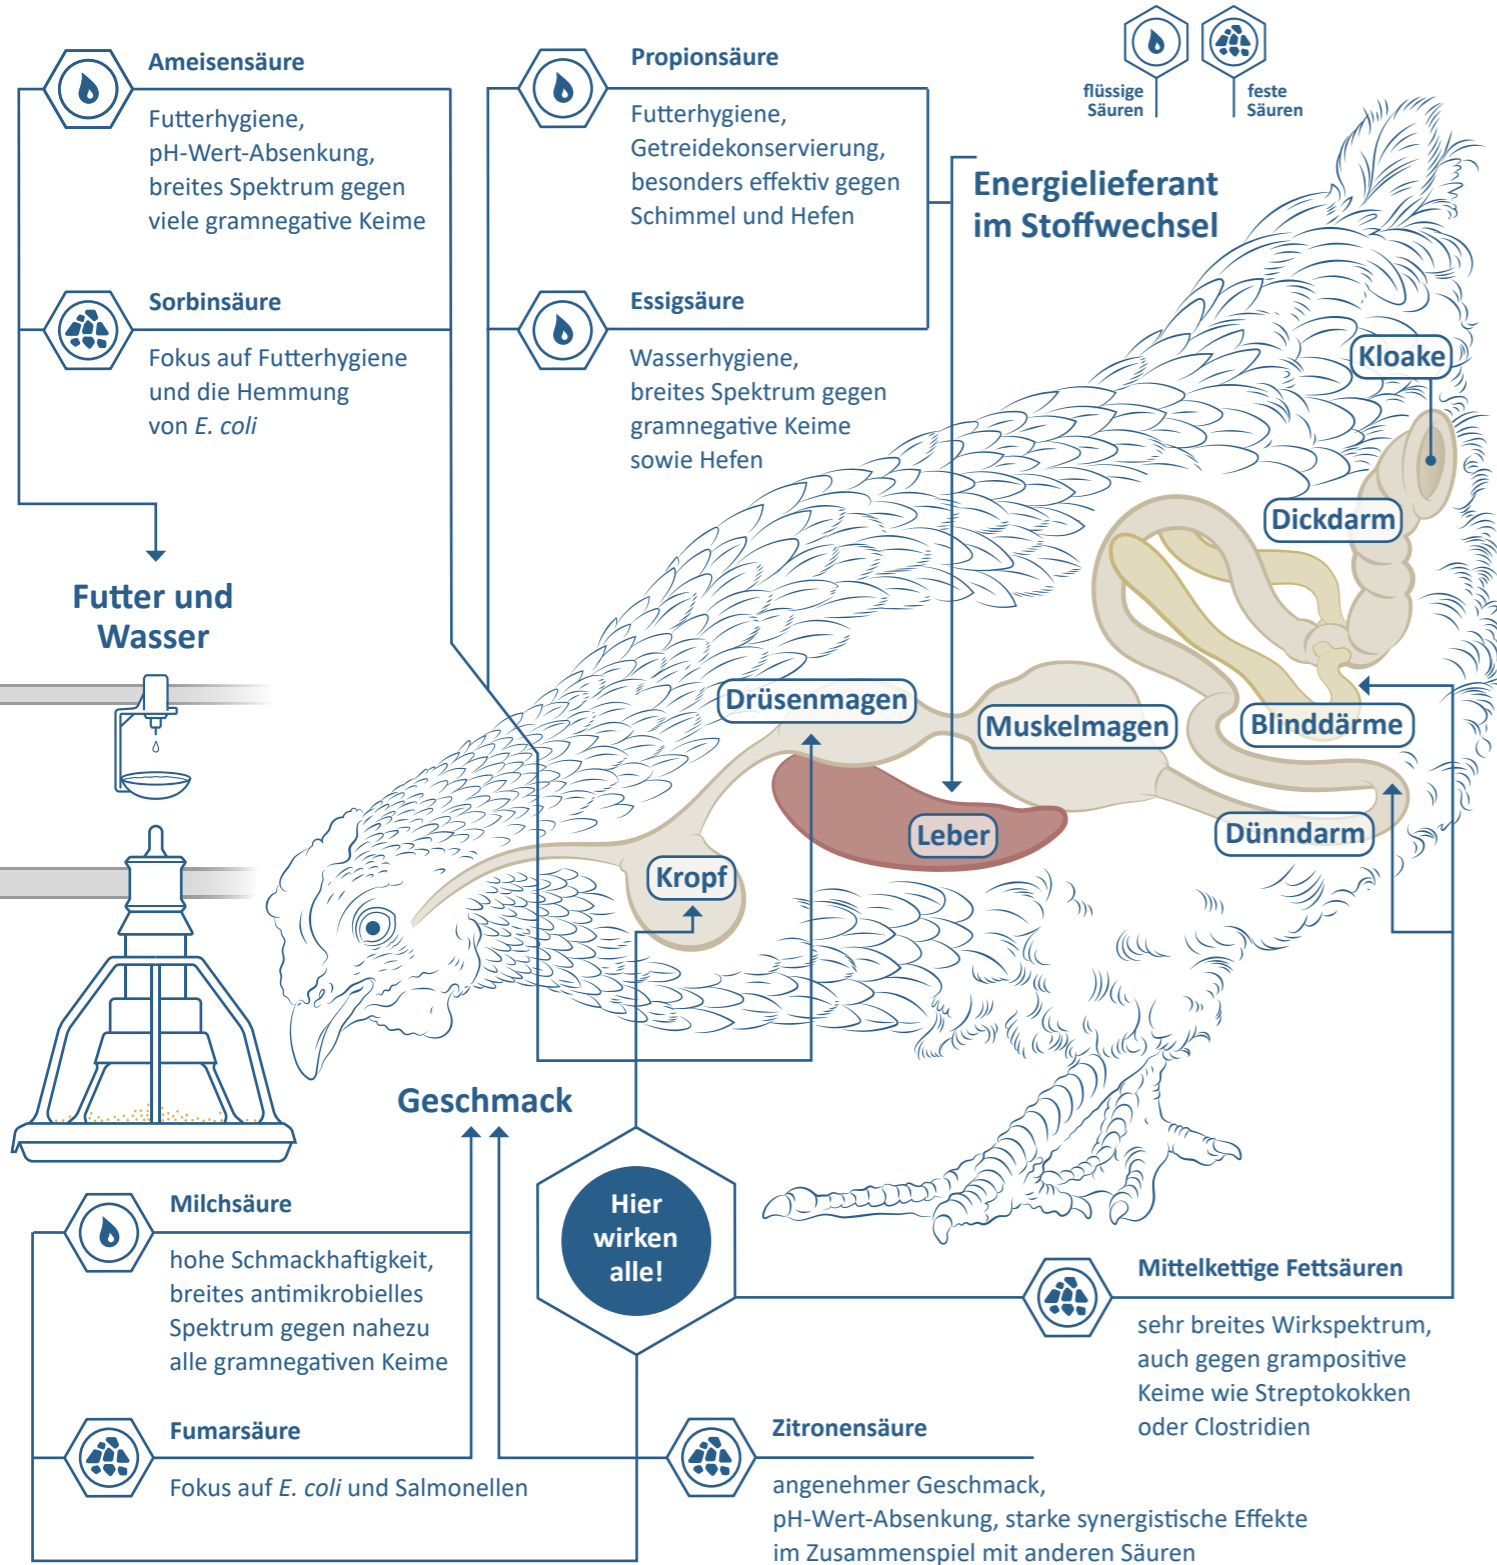 Ameisensäure
Futterhygiene,
pH-Wert-Absenkung,
breites Spektrum gegen
viele gramnegative Keime
Sorbinsäure
Fokus auf Futterhygiene
und die Hemmung
von E. coli
Propionsäure
Futterhygiene,
Getreidekonservierung,
besonders effektiv gegen
Schimmel und Hefen
Essigsäure
Wasserhygiene,
breites Spektrum gegen
gramnegative Keime
sowie Hefen
flüssige
Säuren
feste
Säuren
Energielieferant
im Stoffwechsel
Futter und
Wasser
Kloake
Dickdarm
Drüsenmagen
Muskelmagen
Blinddärme
Leber
Dünndarm
Kropf
Geschmack
Hier
wirken
alle!
Milchsäure
hohe Schmackhaftigkeit,
breites antimikrobielles
Spektrum gegen nahezu
alle gramnegativen Keime
Fumarsäure
Fokus auf E. coli und Salmonellen
Mittelkettige Fettsäuren
sehr breites Wirkspektrum,
auch gegen grampositive
Keime wie Streptokokken
oder Clostridien
Zitronensäure
angenehmer Geschmack,
pH-Wert-Absenkung, starke synergistische Effekte
im Zusammenspiel mit anderen Säuren